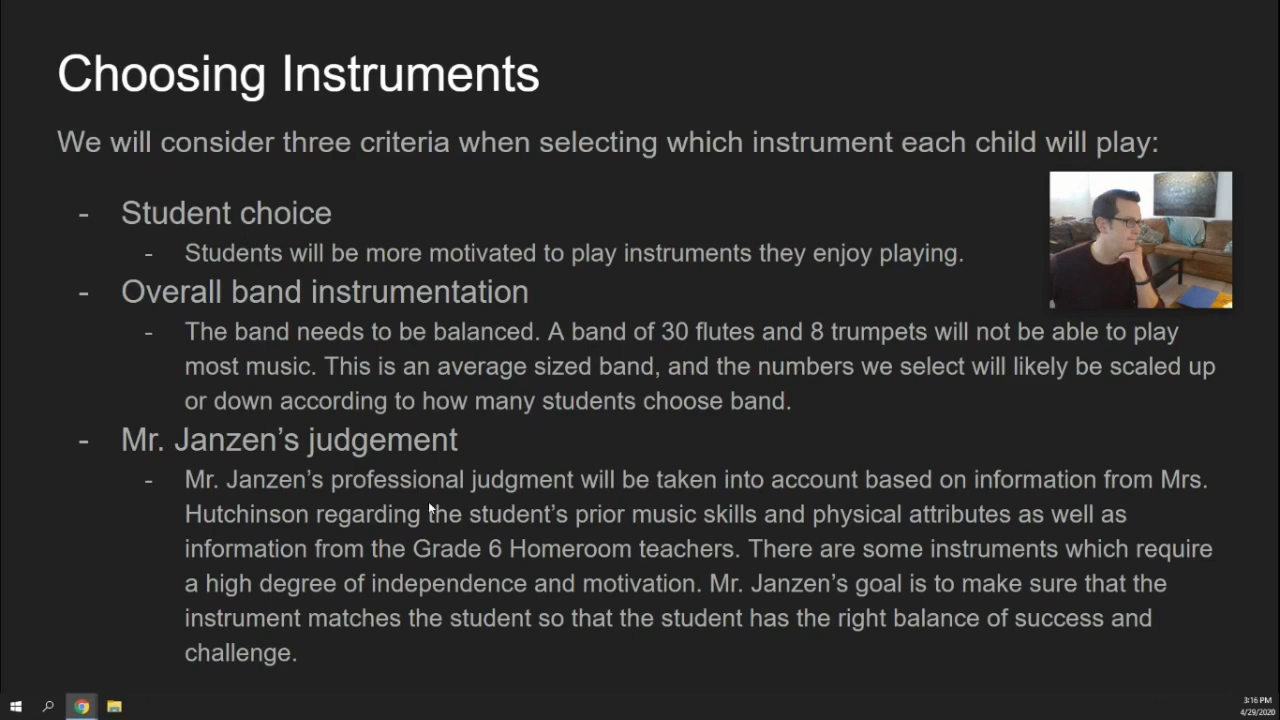 Choosing Instruments
We will consider three criteria when selecting which instrument each child will play:
- Student choice
- Students will be more motivated to play instruments they enjoy playing.
- Overall band instrumentation
- The band needs to be balanced. A band of 30 flutes and 8 trumpets will not be able to play
most music. This is an average sized band, and the numbers we select will likely be scaled up
or down according to how many students choose band.
- Mr. Janzen’s judgement
- Mr. Janzen’s professional judgment will be taken into account based on information from Mrs.
Hutchinson regarding the student’s prior music skills and physical attributes as well as
information from the Grade 6 Homeroom teachers. There are some instruments which require
a high degree of independence and motivation. Mr. Janzen’s goal is to make sure that the
instrument matches the student so that the student has the right balance of success and
challenge.
3:16 PM
4/29/2020